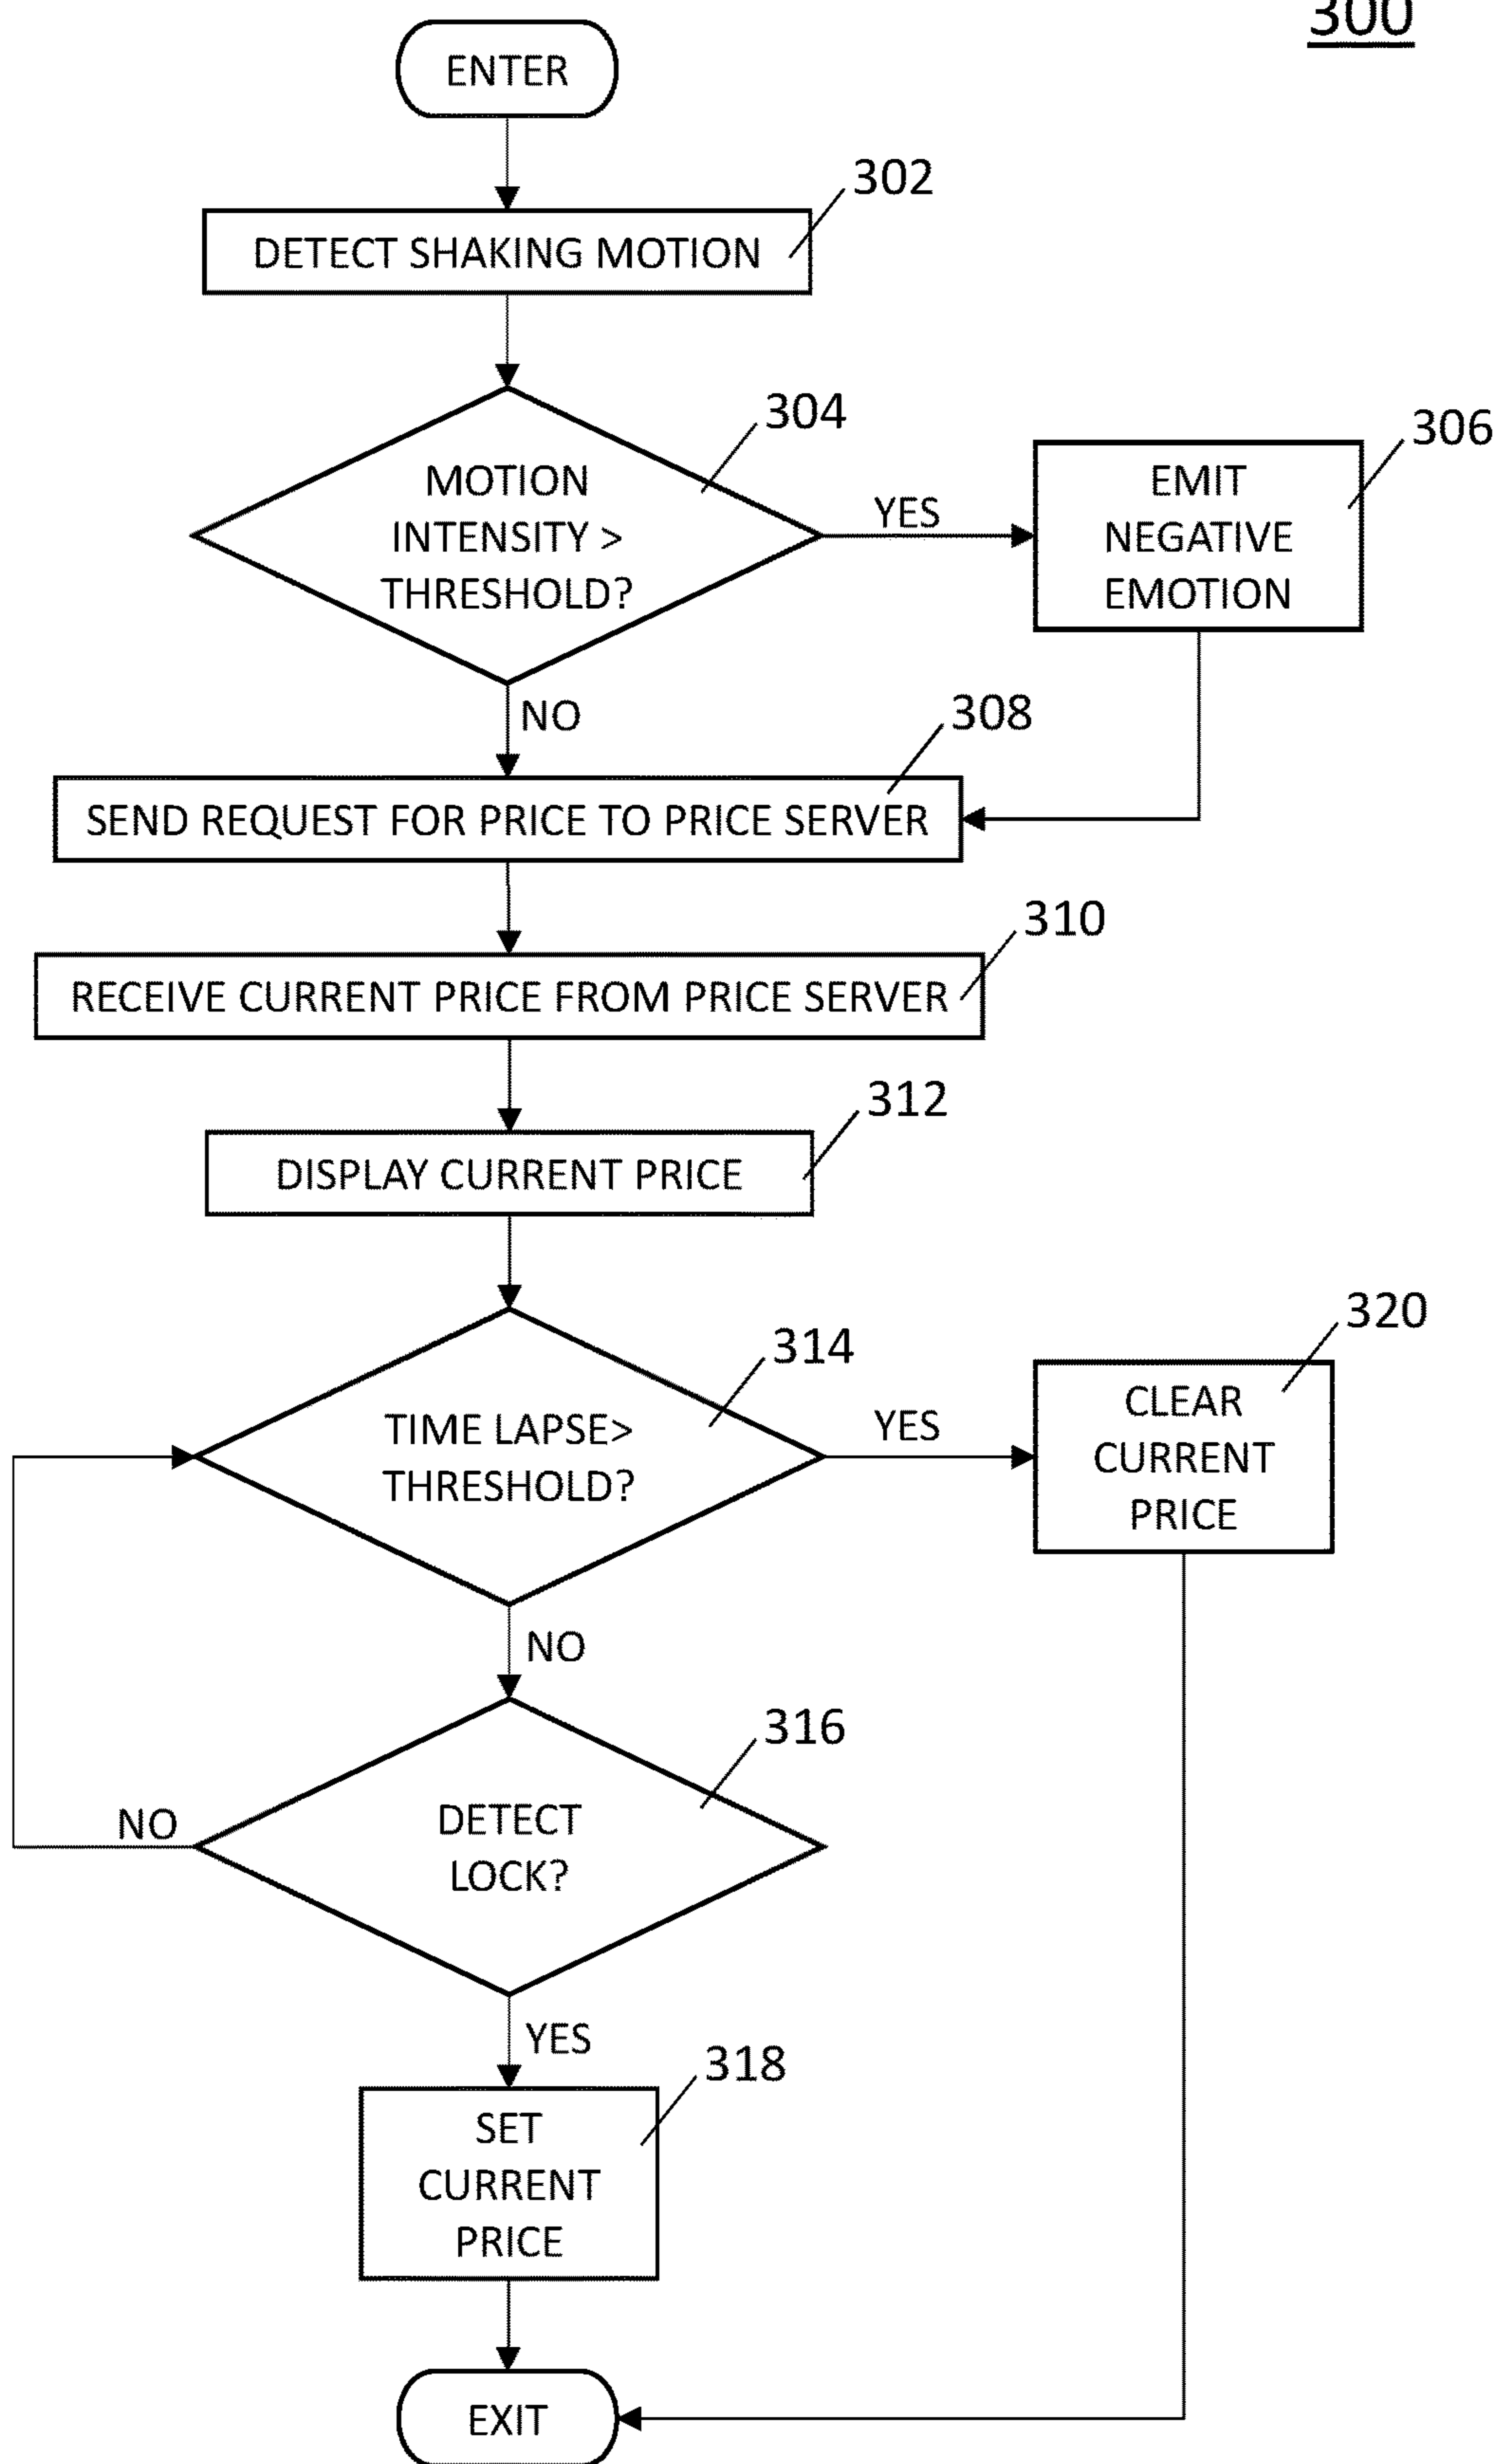 300
ENTER
302
DETECT SHAKING MOTION
304
MOTION
INTENSITY >
THRESHOLD?
YES
306
EMIT
NEGATIVE
EMOTION
NO
308
SEND REQUEST FOR PRICE TO PRICE SERVER
310
RECEIVE CURRENT PRICE FROM PRICE SERVER
312
DISPLAY CURRENT PRICE
314
TIME LAPSE>
THRESHOLD?
YES
320
CLEAR
CURRENT
PRICE
NO
316
DETECT
LOCK?
NO
YES
318
SET
CURRENT
PRICE
EXIT